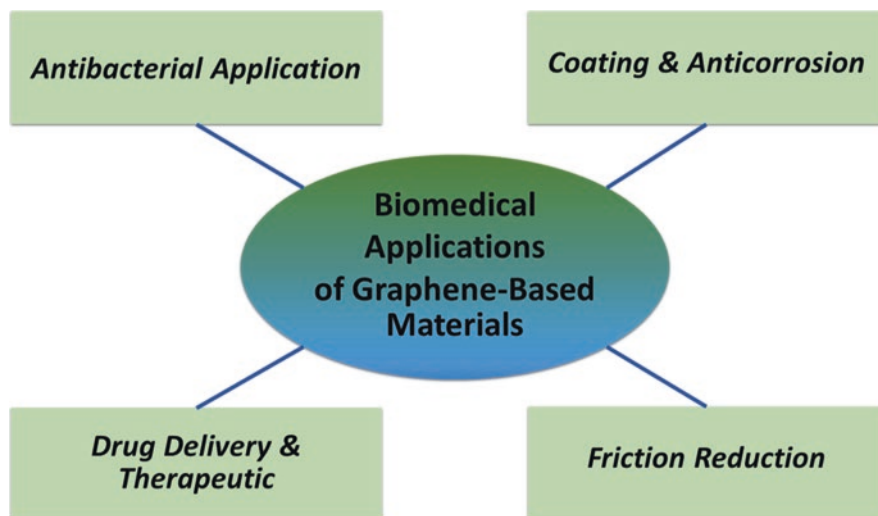 Antibacterial Application
Coating & Anticorrosion
Biomedical
Applications
of Graphene-Based
Materials
Drug Delivery &
Therapeutic
Friction Reduction